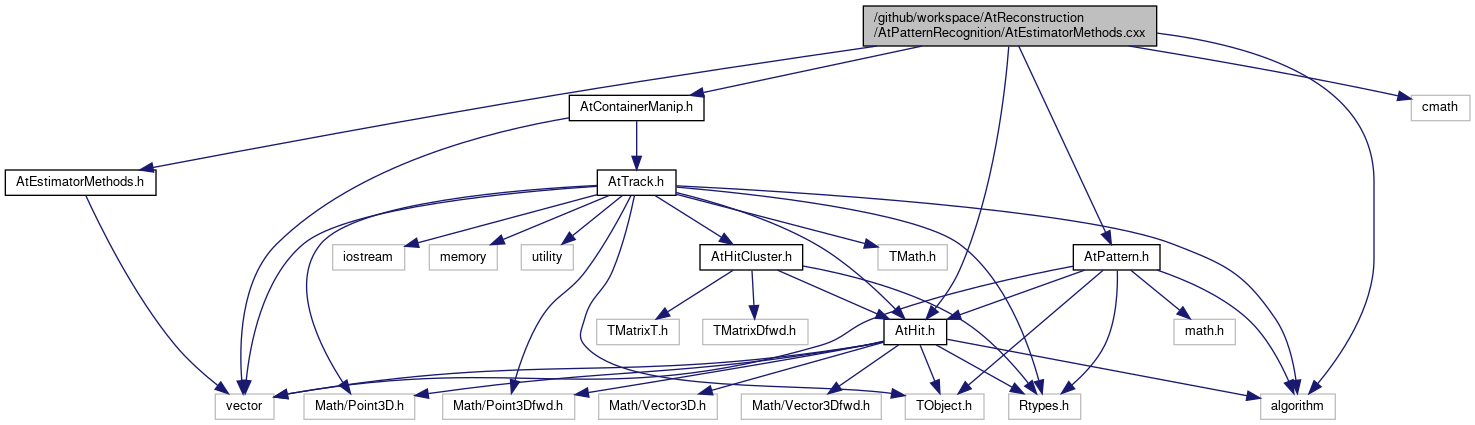 /github/workspace/AtReconstruction
/AtPatternRecognition/AtEstimatorMethods.cxx
AtContainerManip.h
cmath
AtEstimatorMethods.h
AtTrack.h
iostream
memory
utility
AtHitCluster.h
TMath.h
AtPattern.h
TMatrixT.h
TMatrixDfwd.h
AtHit.h
math.h
vector
Math/Point3D.h
Math/Point3Dfwd.h
Math/Vector3D.h
Math/Vector3Dfwd.h
TObject.h
Rtypes.h
algorithm